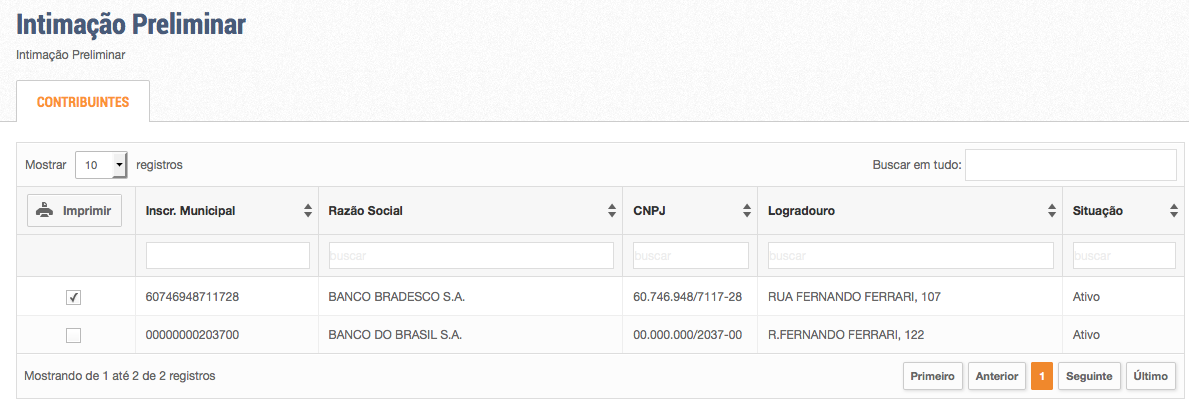 Intimação Preliminar
Intimação Preliminar
CONTRIBUINTES
Mostrar 10 registros Buscar em tudo:
Imprimir Inscr. Municipal Razão Social CNPJ Logradouro Situação
buscar buscar buscar buscar
60746948711728 BANCO BRADESCO S.A. 60.746.948/7117-28 RUA FERNANDO FERRARI, 107 Ativo
00000000203700 BANCO DO BRASIL S.A. 00.000.000/2037-00 R.FERNANDO FERRARI, 122 Ativo
Mostrando de 1 até 2 de 2 registros Primeiro Anterior 1 Seguinte Último